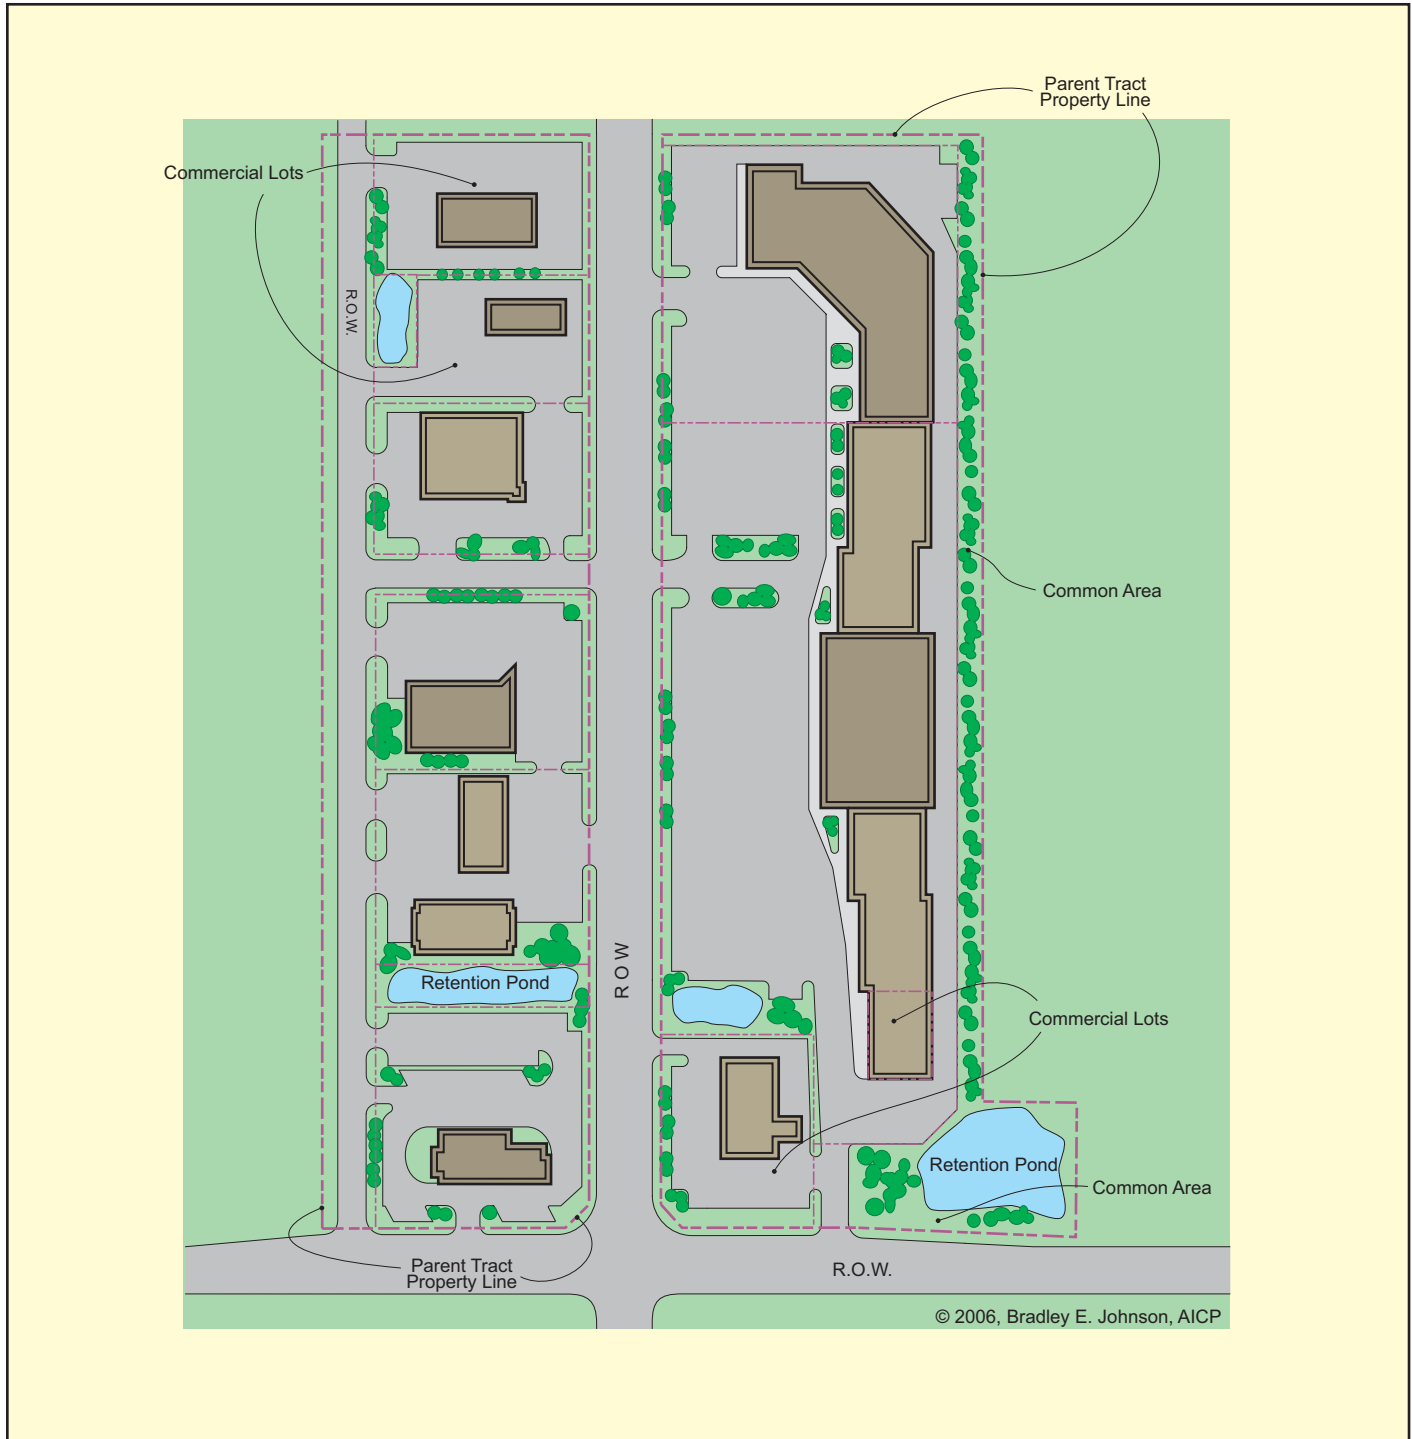 Parent Tract
Property Line
Commercial Lots
R.O.W.
Common Area
R O W
Retention Pond
Commercial Lots
Retention Pond
Common Area
Parent Tract
Property Line
R.O.W.
© 2006, Bradley E. Johnson, AICP